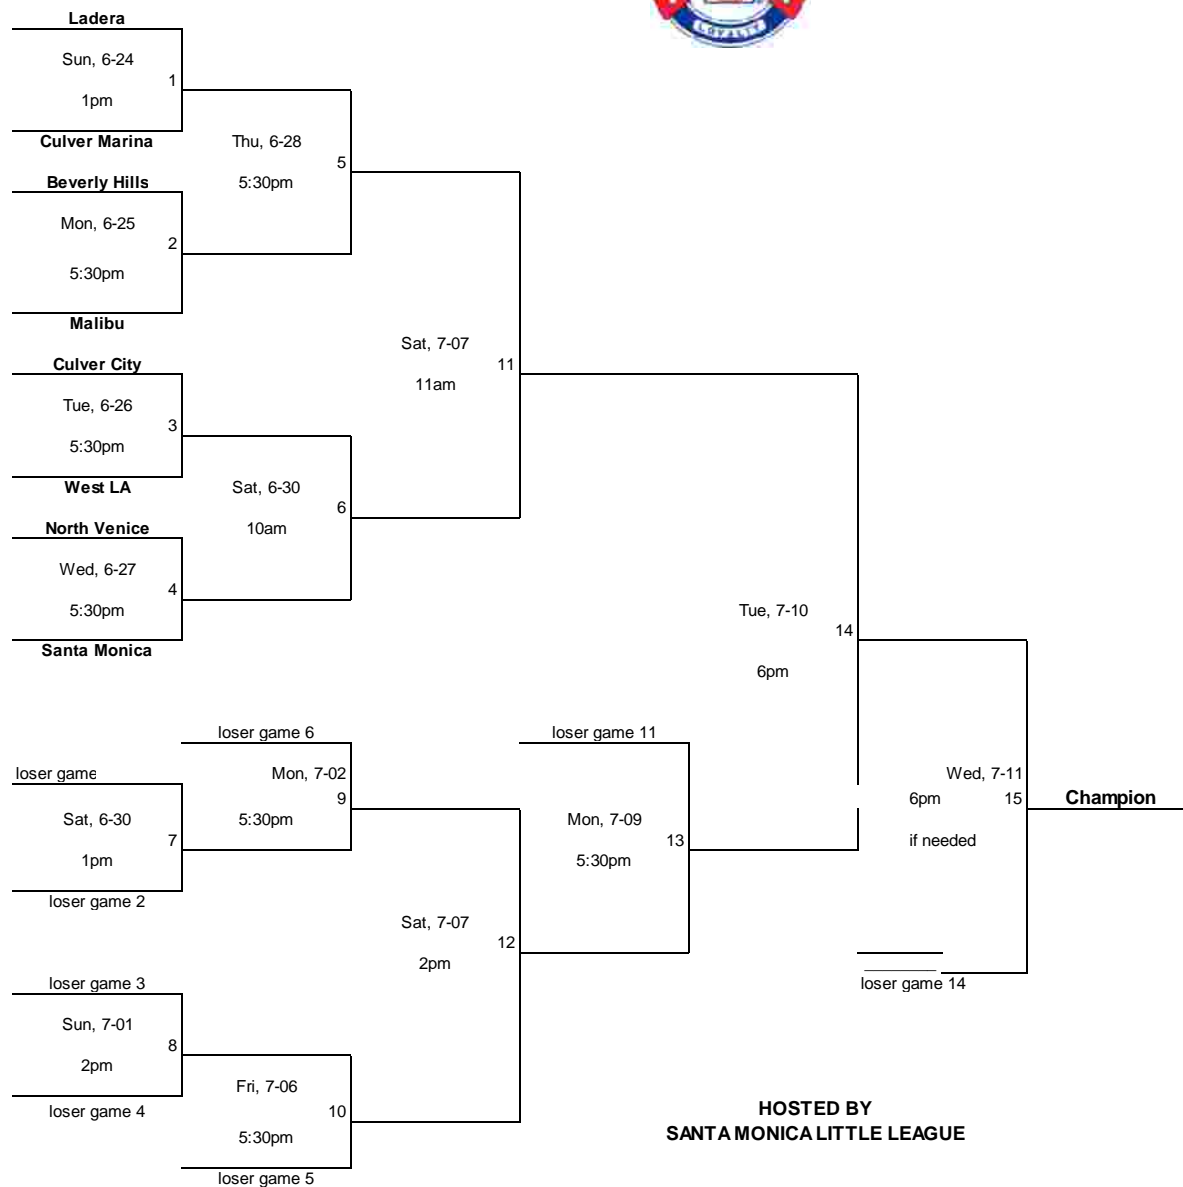 LOYALTY
Ladera
Sun, 6-24
1
1pm
Culver Marina
Thu, 6-28
5
5:30pm
Beverly Hills
Mon, 6-25
2
5:30pm
Malibu
Sat, 7-07
11
11am
Culver City
Tue, 6-26
3
5:30pm
West LA
Sat, 6-30
6
10am
North Venice
Wed, 6-27
4
5:30pm
Santa Monica
Tue, 7-10
14
6pm
loser game 6
loser game 11
loser game
Mon, 7-02
9
5:30pm
Sat, 6-30
7
1pm
loser game 2
Mon, 7-09
13
5:30pm
Wed, 7-11
6pm
15
if needed
Champion
Sat, 7-07
12
2pm
loser game 14
loser game 3
Sun, 7-01
8
2pm
loser game 4
Fri, 7-06
10
5:30pm
loser game 5
HOSTED BY
SANTA MONICA LITTLE LEAGUE